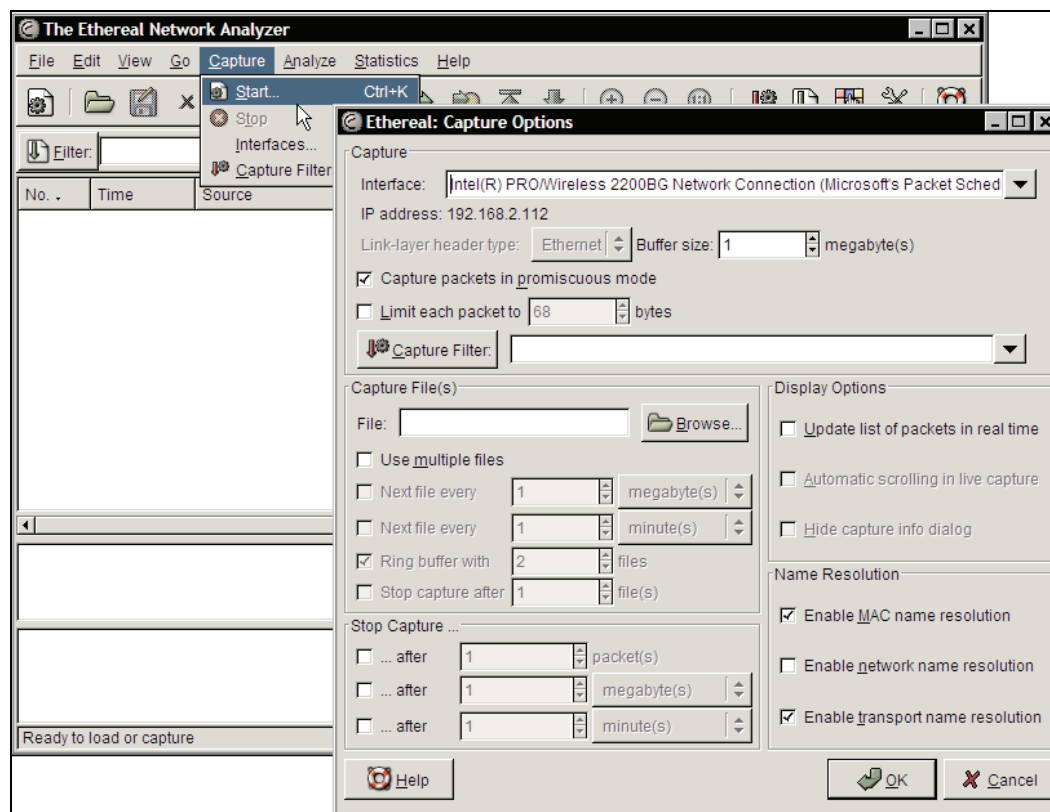 The Ethereal Network Analyzer
File Edit View Go Capture Analyze Statistics Help
Start... Ctrl+K
Stop
Interfaces...
Capture Filter
Filter:
No. Time Source
Ready to load or capture
Ethereal: Capture Options
Capture
Interface: Intel(R) PRO/Wireless 2200BG Network Connection (Microsoft's Packet Sched
IP address: 192.168.2.112
Link-layer header type: Ethernet Buffer size: 1 megabyte(s)
Capture packets in promiscuous mode
Limit each packet to 68 bytes
Capture Filter:
Capture File(s)
File: Browse...
Use multiple files
Next file every 1 megabyte(s)
Next file every 1 minute(s)
Ring buffer with 2 files
Stop capture after 1 file(s)
Stop Capture ...
... after 1 packet(s)
... after 1 megabyte(s)
... after 1 minute(s)
Display Options
Update list of packets in real time
Automatic scrolling in live capture
Hide capture info dialog
Name Resolution
Enable MAC name resolution
Enable network name resolution
Enable transport name resolution
Help OK Cancel